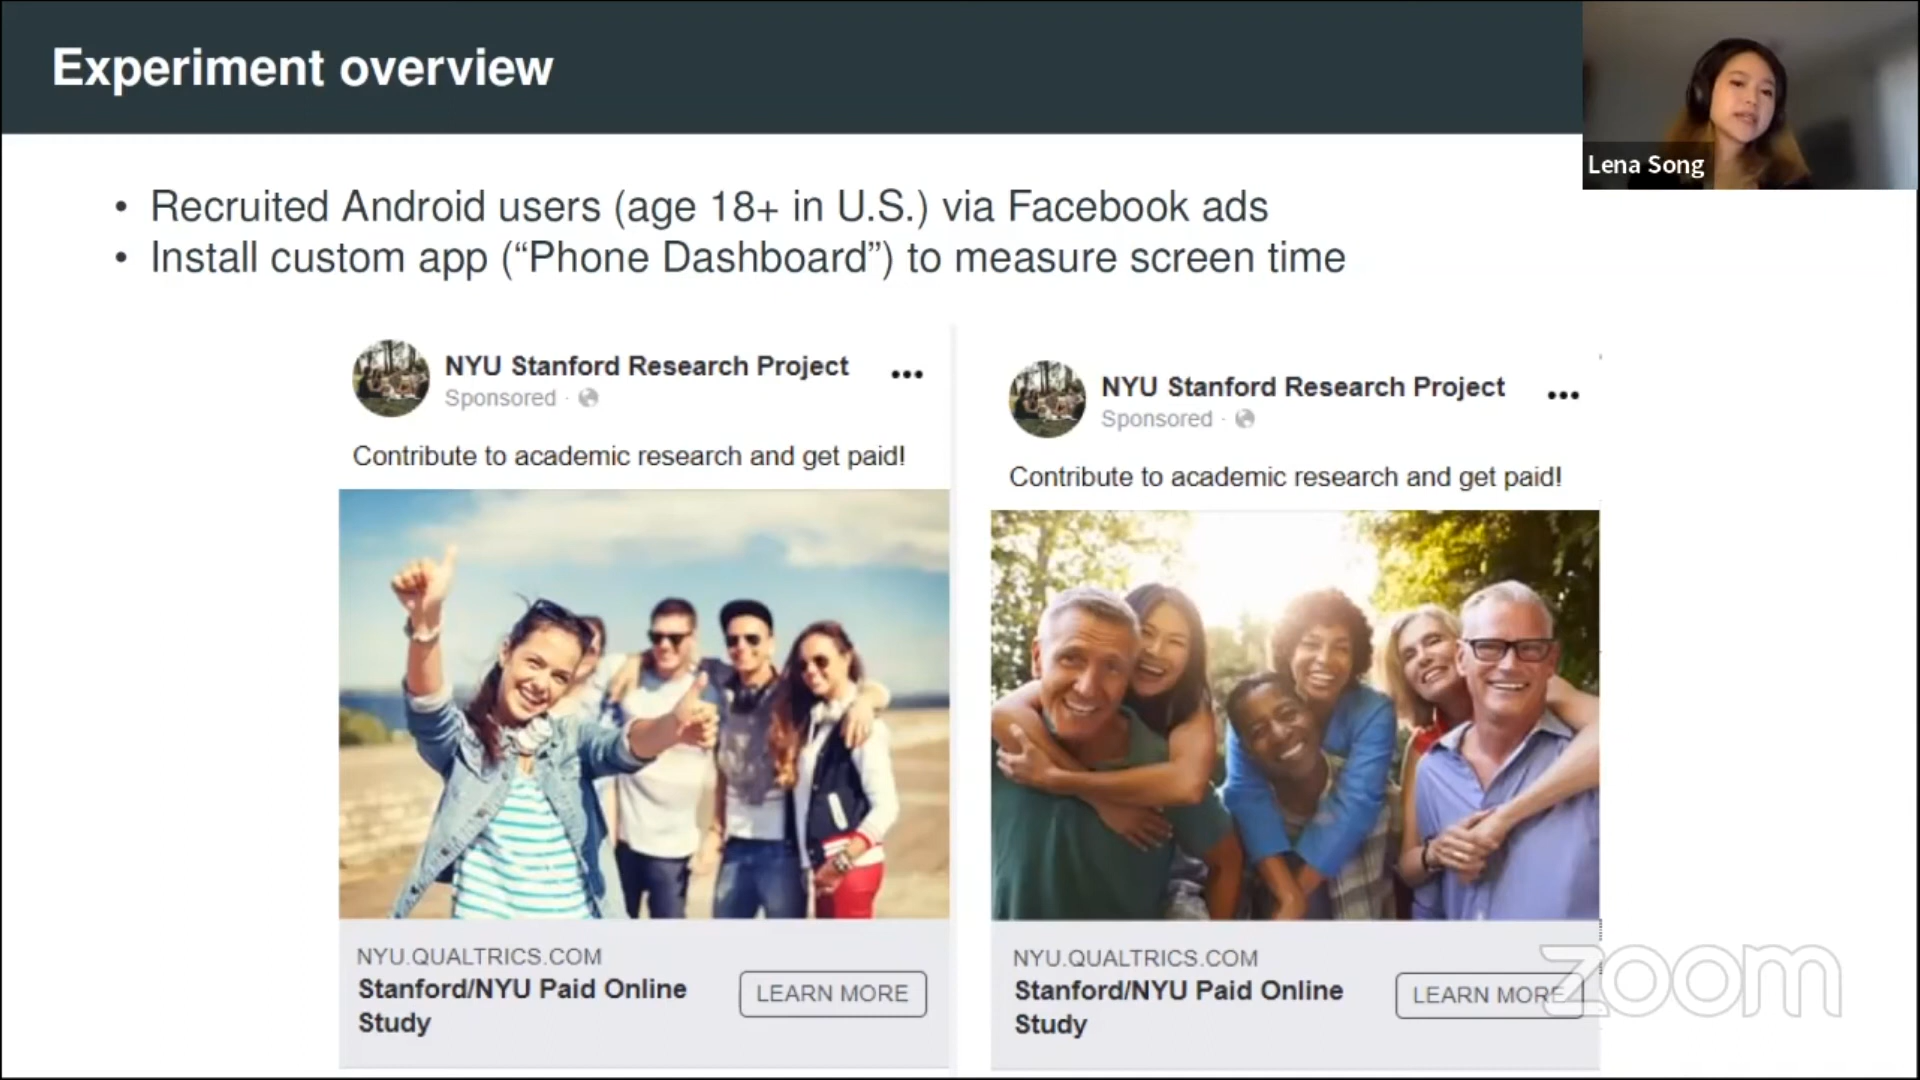 Experiment overview
Lena Song
• Recruited Android users (age 18+ in U.S.) via Facebook ads
• Install custom app (“Phone Dashboard”) to measure screen time
NYU Stanford Research Project
Sponsored ·
Contribute to academic research and get paid!
NYU.QUALTRICS.COM
Stanford/NYU Paid Online
Study
LEARN MORE
NYU Stanford Research Project
Sponsored ·
Contribute to academic research and get paid!
NYU.QUALTRICS.COM
Stanford/NYU Paid Online
Study
LEARN MORE
zoom